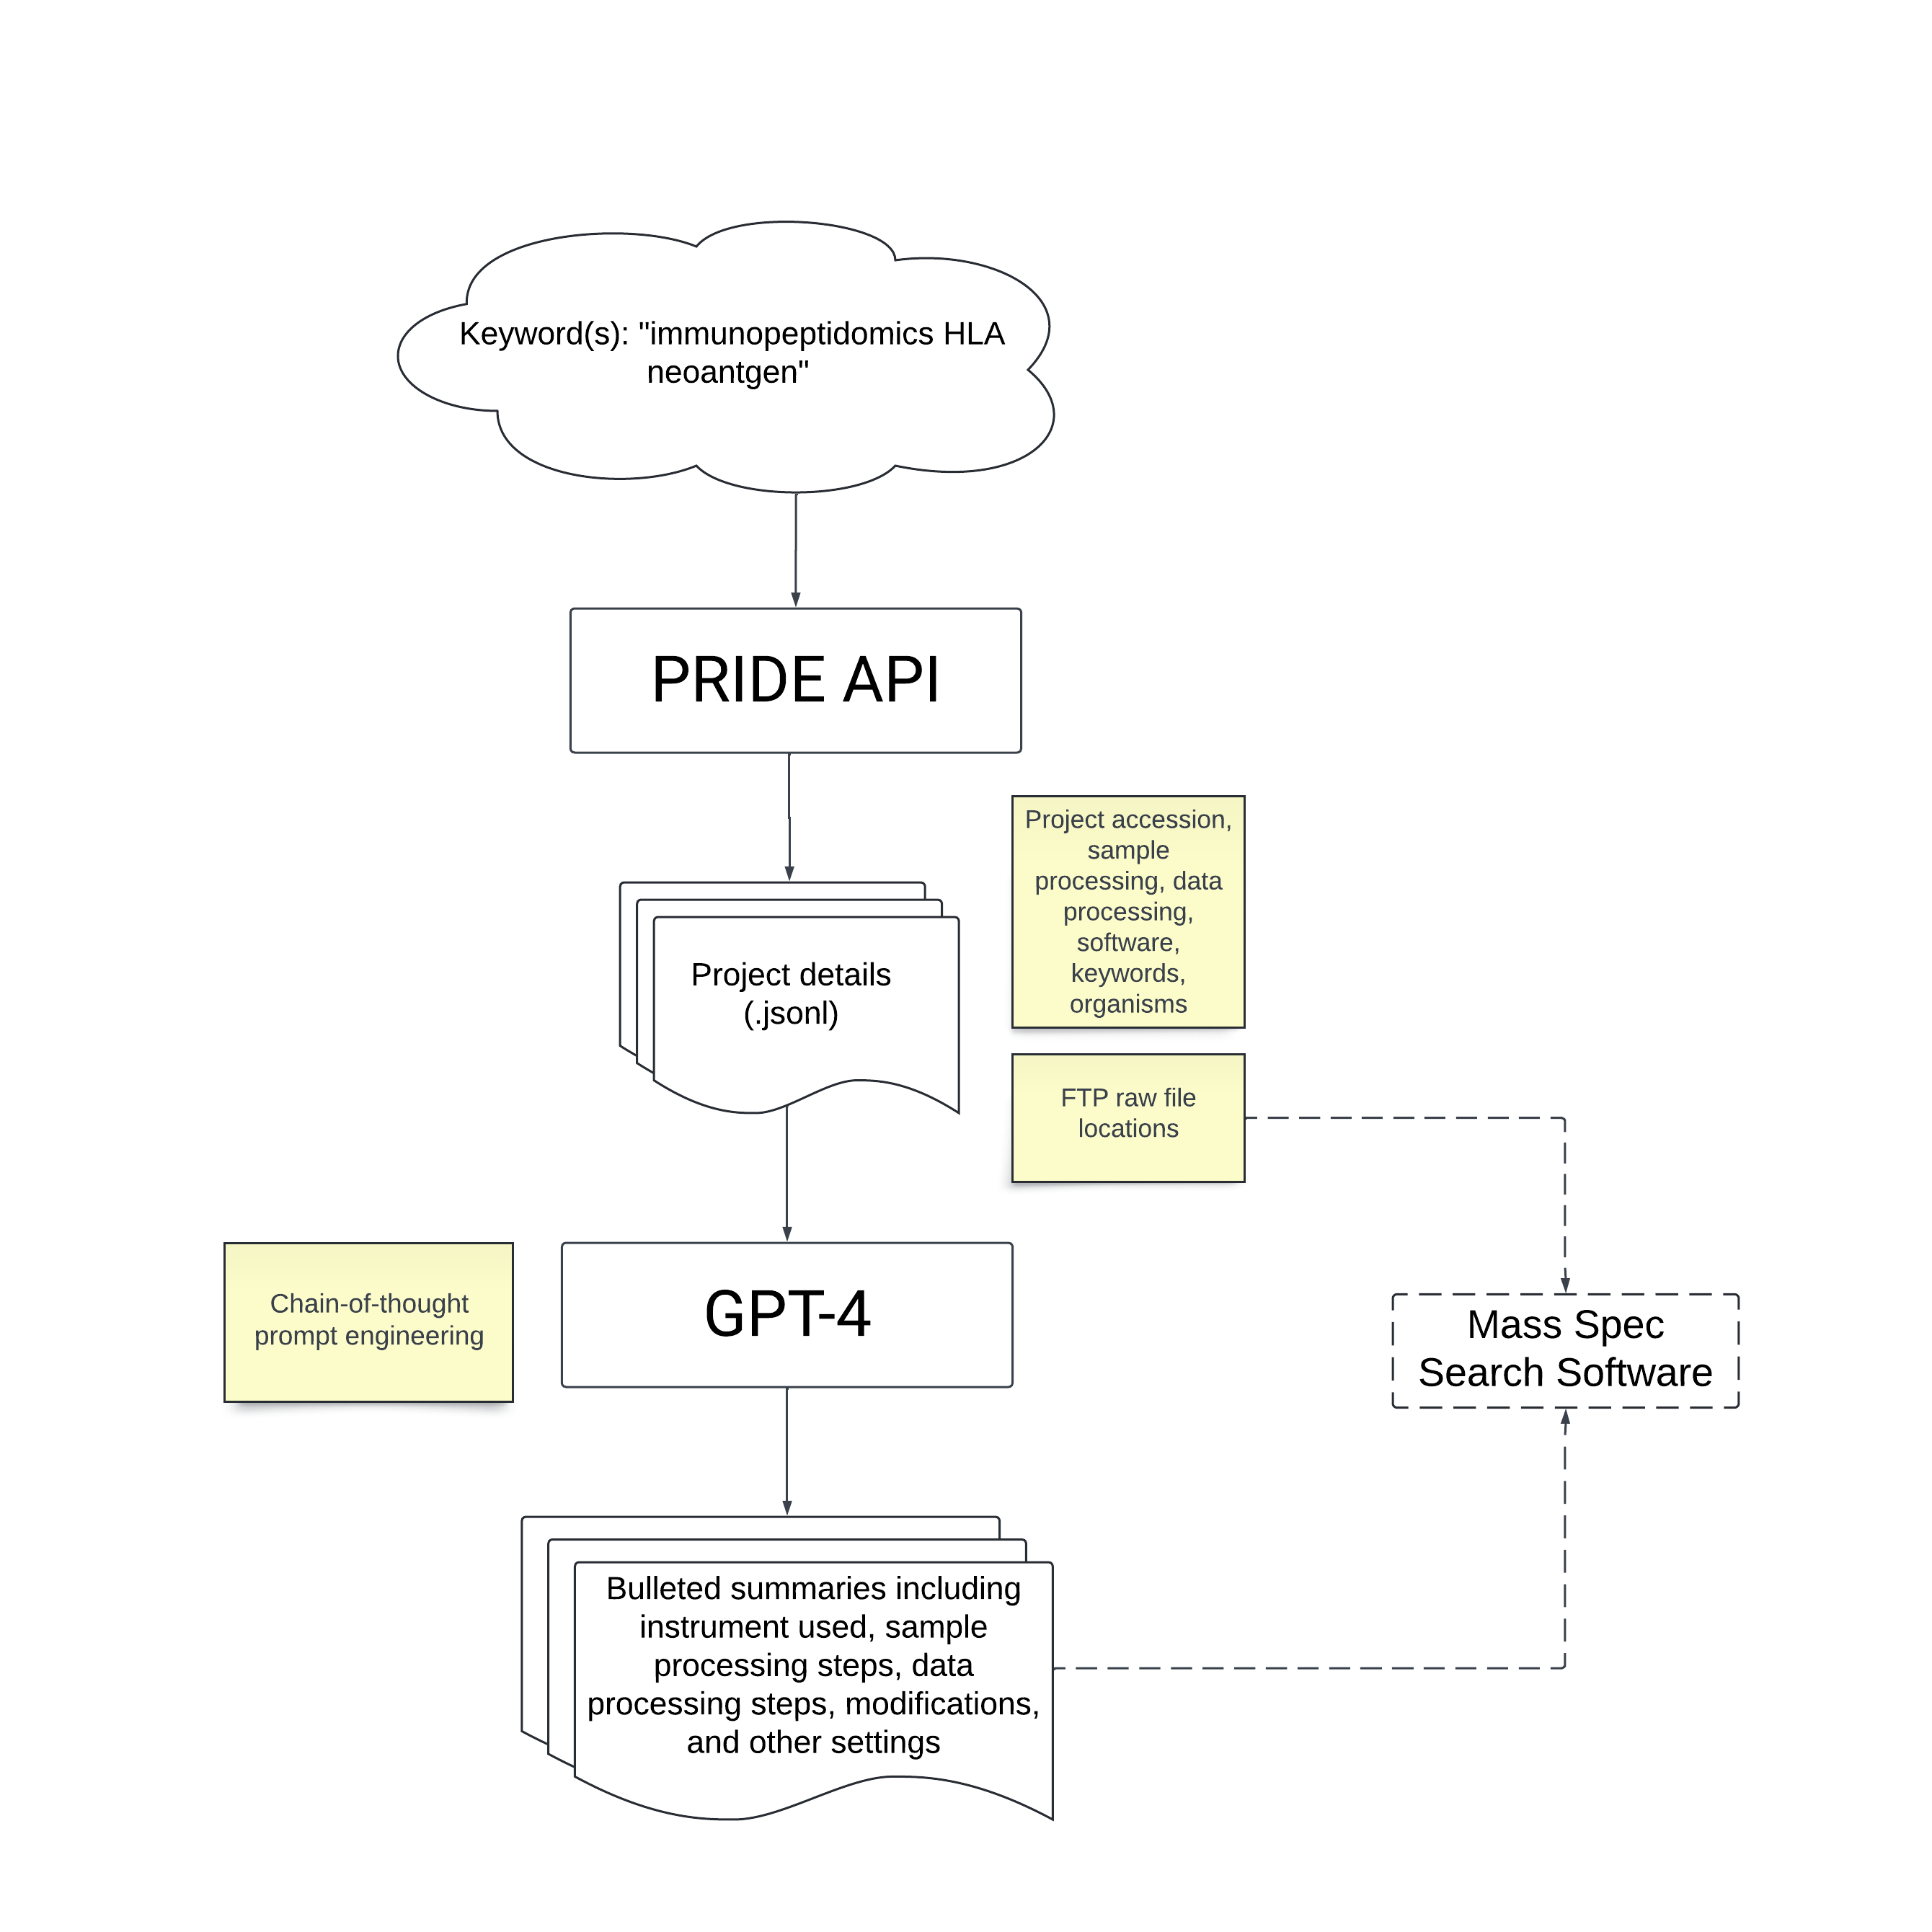 Keyword(s): "immunopeptidomics HLA
neoantgen"
PRIDE API
Project accession,
sample
processing, data
processing,
software,
keywords,
organisms
Project details
(.jsonl)
FTP raw file
locations
Chain-of-thought
prompt engineering
GPT-4
Mass Spec
Search Software
Bulleted summaries including
instrument used, sample
processing steps, data
processing steps, modifications,
and other settings